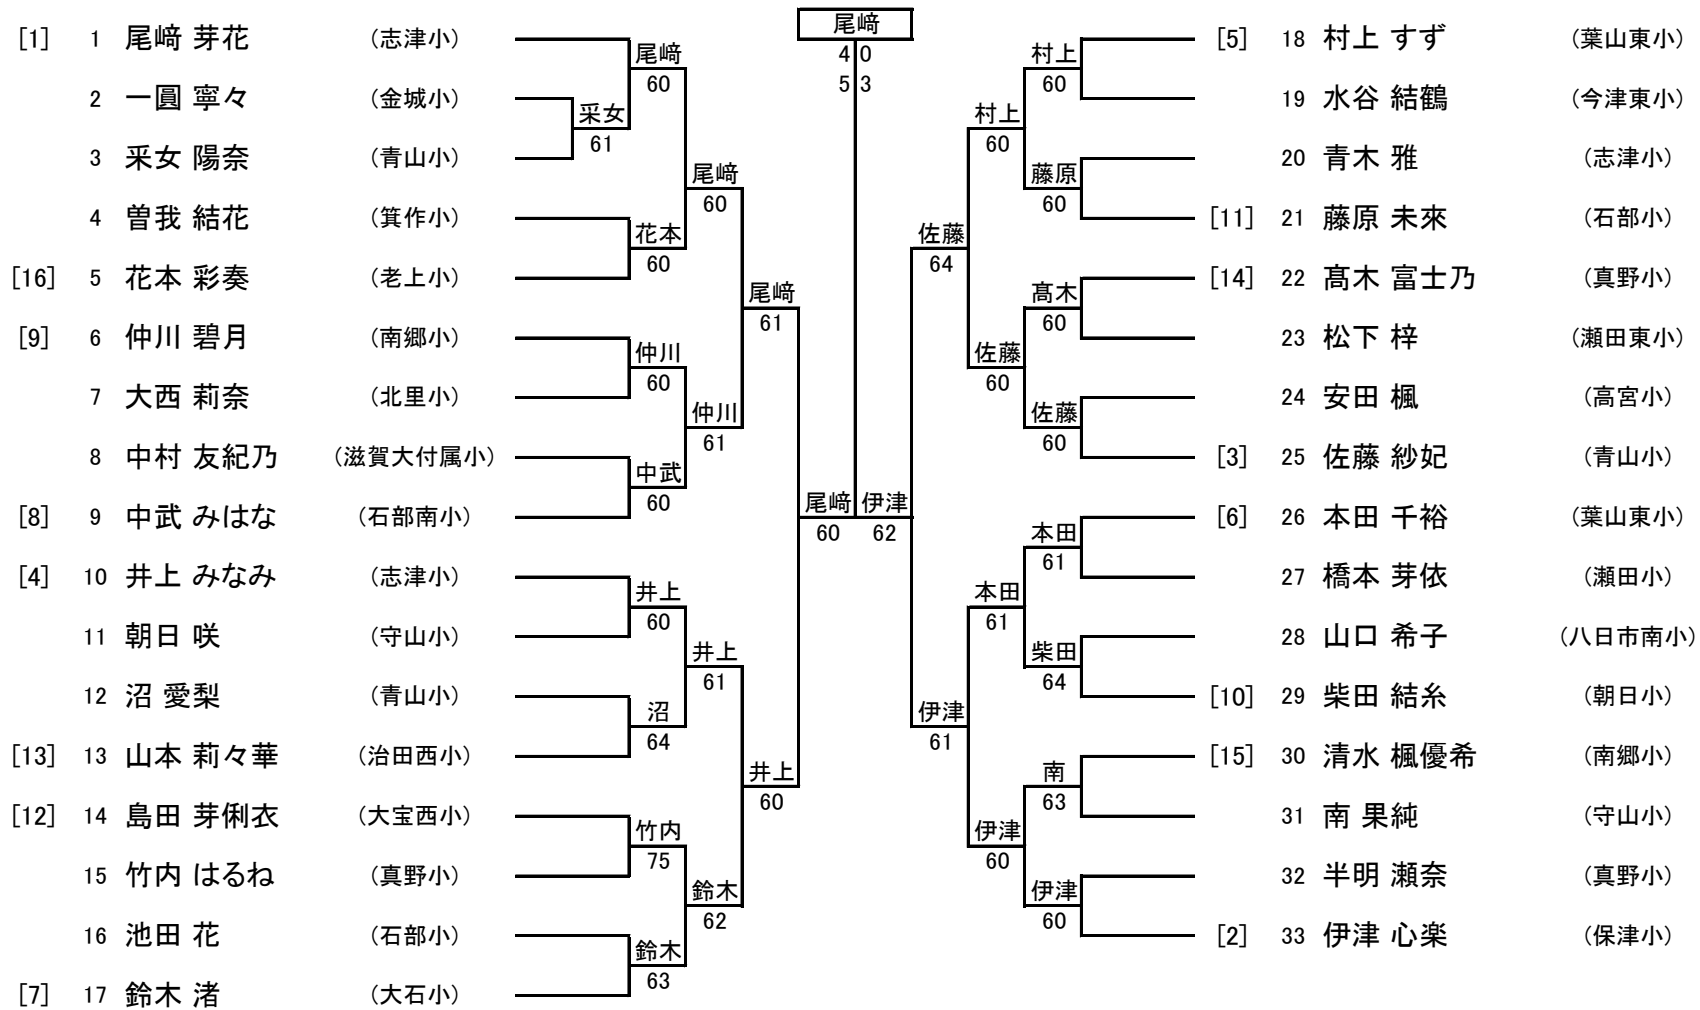 尾﨑
4 0
5 3
[1] 1 尾﨑 芽花 (志津小)
尾﨑
60
2 一圓 寧々 (金城小)
采女
61
3 采女 陽奈 (青山小)
尾﨑
60
4 曽我 結花 (箕作小)
花本
60
[16] 5 花本 彩奏 (老上小)
尾﨑
61
[9] 6 仲川 碧月 (南郷小)
仲川
60
7 大西 莉奈 (北里小)
仲川
61
8 中村 友紀乃 (滋賀大付属小)
中武
60
[8] 9 中武 みはな (石部南小)
尾﨑 伊津
60 62
[4] 10 井上 みなみ (志津小)
井上
60
11 朝日 咲 (守山小)
井上
61
12 沼 愛梨 (青山小)
沼
64
[13] 13 山本 莉々華 (治田西小)
井上
60
[12] 14 島田 芽俐衣 (大宝西小)
竹内
75
15 竹内 はるね (真野小)
鈴木
62
16 池田 花 (石部小)
鈴木
63
[7] 17 鈴木 渚 (大石小)
[5] 18 村上 すず (葉山東小)
村上
60
19 水谷 結鶴 (今津東小)
村上
60
20 青木 雅 (志津小)
藤原
60
[11] 21 藤原 未來 (石部小)
佐藤
64
[14] 22 髙木 富士乃 (真野小)
髙木
60
23 松下 梓 (瀬田東小)
佐藤
60
24 安田 楓 (高宮小)
佐藤
60
[3] 25 佐藤 紗妃 (青山小)
[6] 26 本田 千裕 (葉山東小)
本田
61
27 橋本 芽依 (瀬田小)
本田
61
28 山口 希子 (八日市南小)
柴田
64
[10] 29 柴田 結糸 (朝日小)
伊津
61
[15] 30 清水 楓優希 (南郷小)
南
63
31 南 果純 (守山小)
伊津
60
32 半明 瀬奈 (真野小)
伊津
60
[2] 33 伊津 心楽 (保津小)